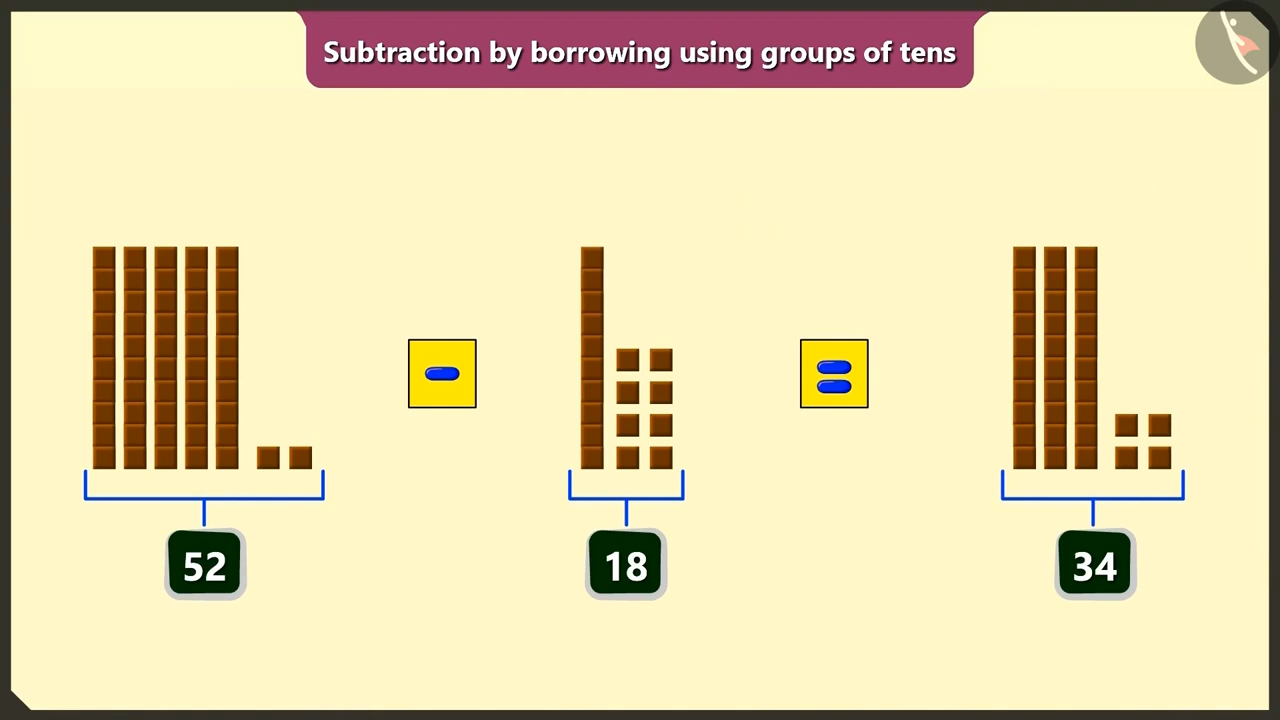 Subtraction by borrowing using groups of tens
- =
52 18 34